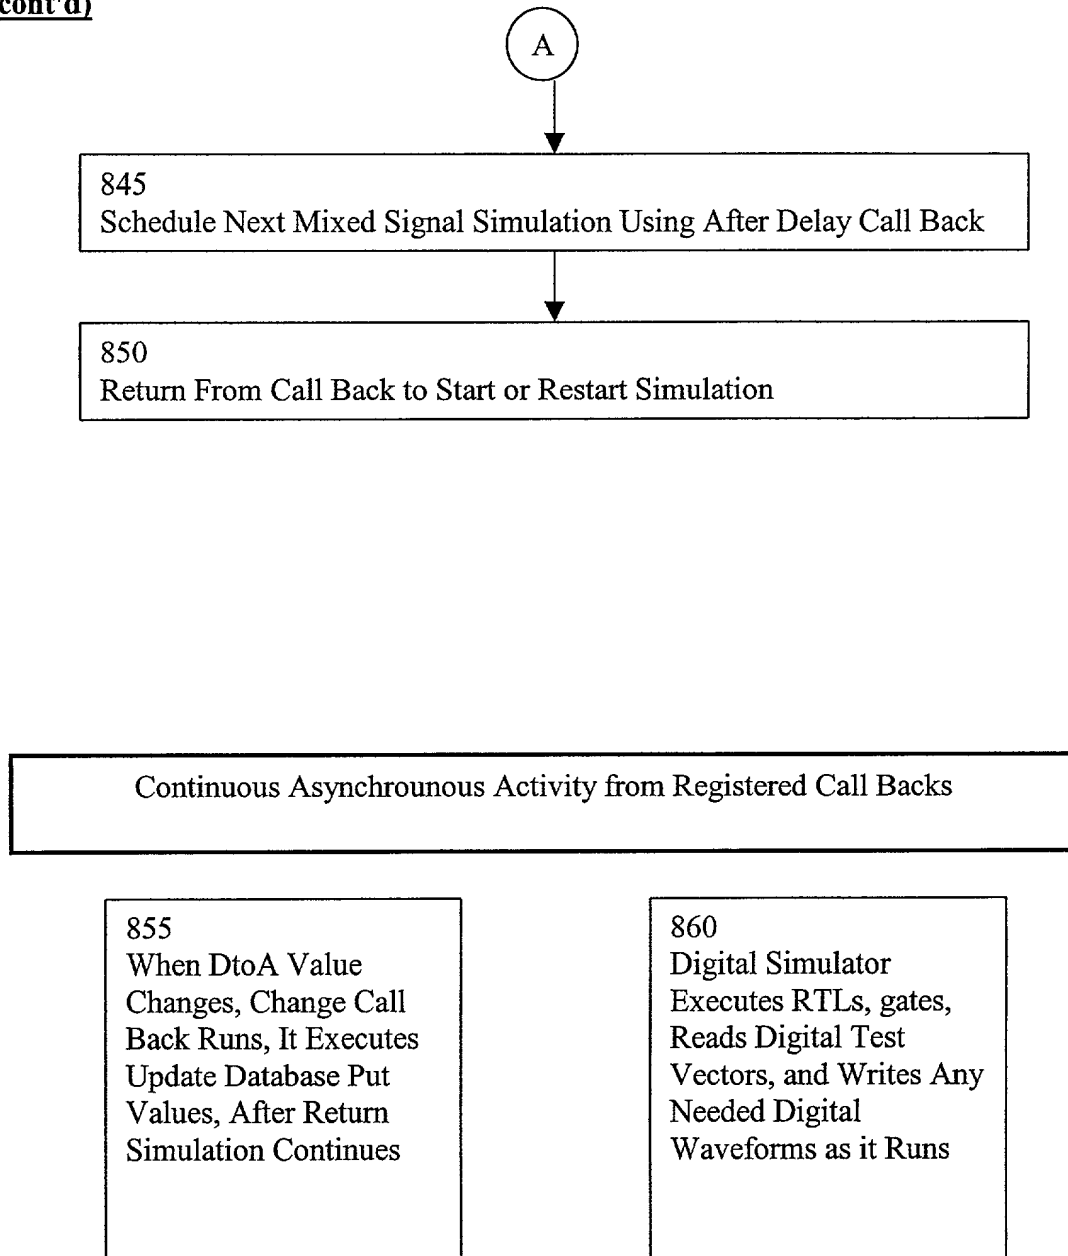 cont'd)
A
845
Schedule Next Mixed Signal Simulation Using After Delay Call Back
850
Return From Call Back to Start or Restart Simulation
Continuous Asynchrounous Activity from Registered Call Backs
855
When DtoA Value
Changes, Change Call
Back Runs, It Executes
Update Database Put
Values, After Return
Simulation Continues
860
Digital Simulator
Executes RTLs, gates,
Reads Digital Test
Vectors, and Writes Any
Needed Digital
Waveforms as it Runs